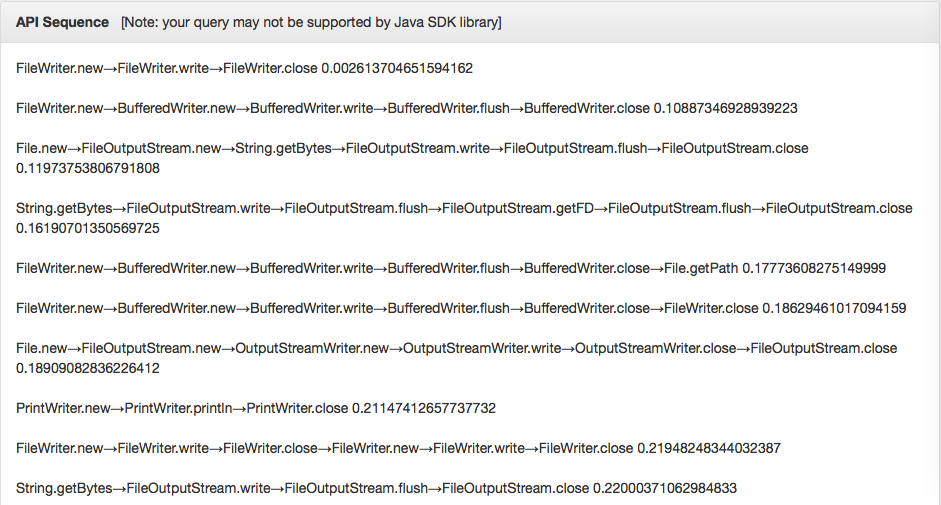 API Sequence [Note: your query may not be supported by Java SDK library]
FileWriter.new→FileWriter.write→FileWriter.close 0.002613704651594162
FileWriter.new→BufferedWriter.new→BufferedWriter.write→BufferedWriter.flush→BufferedWriter.close 0.10887346928939223
File.new→FileOutputStream.new→String.getBytes→FileOutputStream.write→FileOutputStream.flush→FileOutputStream.close
0.11973753806791808
String.getBytes→FileOutputStream.write→FileOutputStream.flush→FileOutputStream.getFD→FileOutputStream.flush→FileOutputStream.close
0.16190701350569725
FileWriter.new→BufferedWriter.new→BufferedWriter.write→BufferedWriter.flush→BufferedWriter.close→File.getPath 0.17773608275149999
FileWriter.new→BufferedWriter.new→BufferedWriter.write→BufferedWriter.flush→BufferedWriter.close→FileWriter.close 0.18629461017094159
File.new→FileOutputStream.new→OutputStreamWriter.new→OutputStreamWriter.write→OutputStreamWriter.close→FileOutputStream.close
0.18909082836226412
PrintWriter.new→PrintWriter.println→PrintWriter.close 0.21147412657737732
FileWriter.new→FileWriter.write→FileWriter.close→FileWriter.new→FileWriter.write→FileWriter.close 0.21948248344032387
String.getBytes→FileOutputStream.write→FileOutputStream.flush→FileOutputStream.close 0.22000371062984833